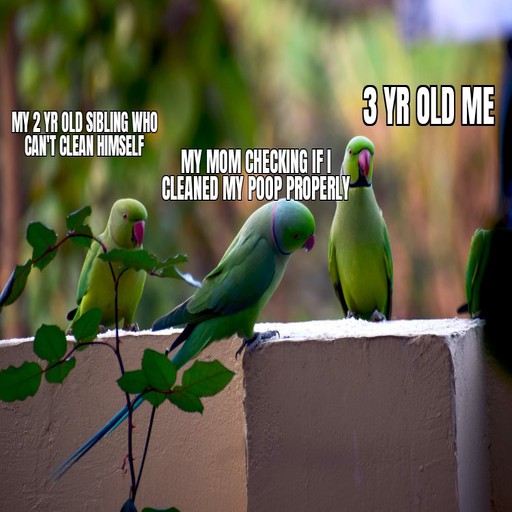 MY 2 YR OLD SIBLING WHO
CAN'T CLEAN HIMSELF
MY MOM CHECKING IF I
CLEANED MY POOP PROPERLY
3 YR OLD ME